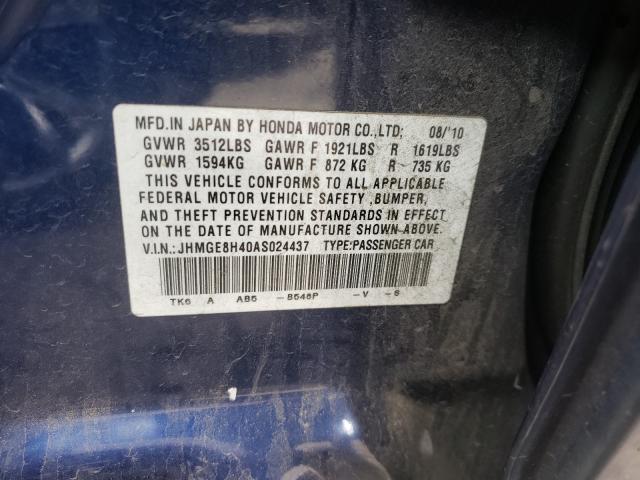 MFD.IN JAPAN BY HONDA MOTOR CO.,LTD; 08/'10
GVWR 3512LBS GAWR F 1921LBS R 1619LBS
GVWR 1594KG GAWR F 872 KG R 735 KG
THIS VEHICLE CONFORMS TO ALL APPLICABLE
FEDERAL MOTOR VEHICLE SAFETY ,BUMPER,
AND THEFT PREVENTION STANDARDS IN EFFECT
ON THE DATE OF MANUFACTURE SHOWN ABOVE.
V.I.N.:JHMGE8H40AS024437 TYPE:PASSENGER CAR
TK6 A AB5 -B548P -V -S